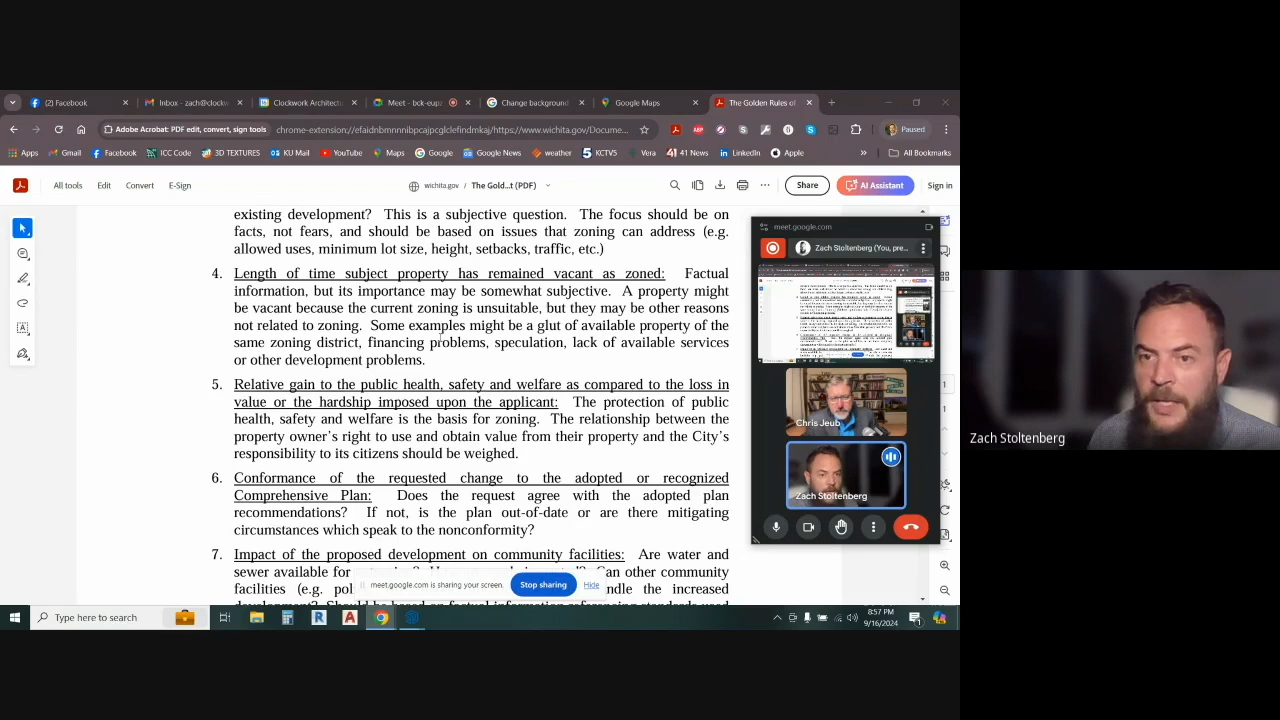 (2) Facebook
Inbox - zach@clockw
Clockwork Architectu
Meet - bck-eupz
Change background
Google Maps
The Golden Rules of
Adobe Acrobat: PDF edit, convert, sign tools
chrome-extension://efaidnbmnnnibpcajpcglclefindmkaj/https://www.wichita.gov/Docume...
Paused
Apps
Gmail
Facebook
ICC Code
3D TEXTURES
KU Mail
YouTube
Maps
Google
Google News
weather
KCTV5
Vera
41 News
LinkedIn
Apple
All Bookmarks
All tools
Edit
Convert
E-Sign
wichita.gov / The Gold...t (PDF)
Share
AI Assistant
Sign in
existing development? This is a subjective question. The focus should be on
facts, not fears, and should be based on issues that zoning can address (e.g.
allowed uses, minimum lot size, height, setbacks, traffic, etc.)
4. Length of time subject property has remained vacant as zoned: Factual
information, but its importance may be somewhat subjective. A property might
be vacant because the current zoning is unsuitable, but they may be other reasons
not related to zoning. Some examples might be a glut of available property of the
same zoning district, financing problems, speculation, lack of available services
or other development problems.
5. Relative gain to the public health, safety and welfare as compared to the loss in
value or the hardship imposed upon the applicant: The protection of public
health, safety and welfare is the basis for zoning. The relationship between the
property owner's right to use and obtain value from their property and the City's
responsibility to its citizens should be weighed.
6. Conformance of the requested change to the adopted or recognized
Comprehensive Plan: Does the request agree with the adopted plan
recommendations? If not, is the plan out-of-date or are there mitigating
circumstances which speak to the nonconformity?
7. Impact of the proposed development on community facilities: Are water and
sewer available for
Can other community
facilities (e.g. pol
ndle the increased
meet.google.com
Zach Stoltenberg (You, pre...
Chris Jeub
Zach Stoltenberg
1
1
meet.google.com is sharing your screen.
Stop sharing
Hide
Type here to search
8:57 PM
9/16/2024
Zach Stoltenberg